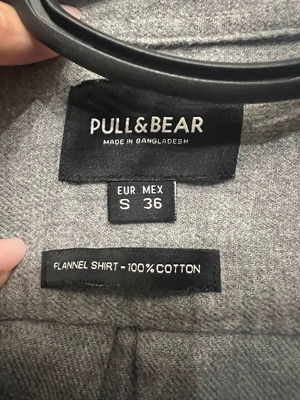 PULL&BEAR
MADE IN BANGLADESH
EUR MEX
S 36
FLANNEL SHIRT - 100% COTTON